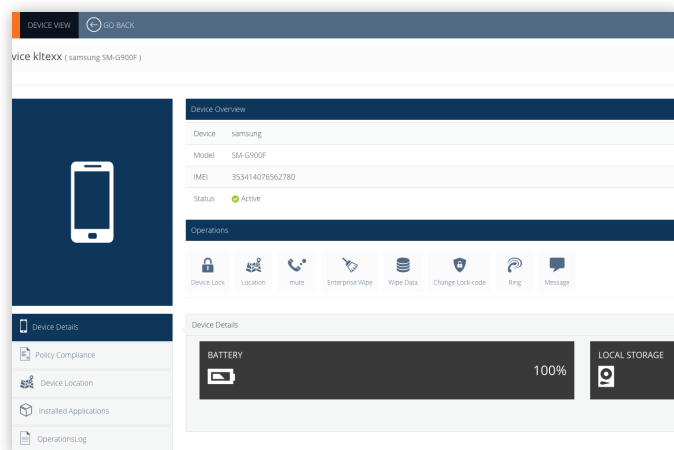 DEVICE VIEW GO BACK
vice kltexx ( samsung SM-G900F )
Device Overview
Device samsung
Model SM-G900F
IMEI 353414076562780
Status Active
Operations
Device Lock Location mute Enterprise Wipe Wipe Data Change Lock-code Ring Message
Device Details
Policy Compliance
Device Location
Installed Applications
OperationsLog
Device Details
BATTERY
100%
LOCAL STORAGE